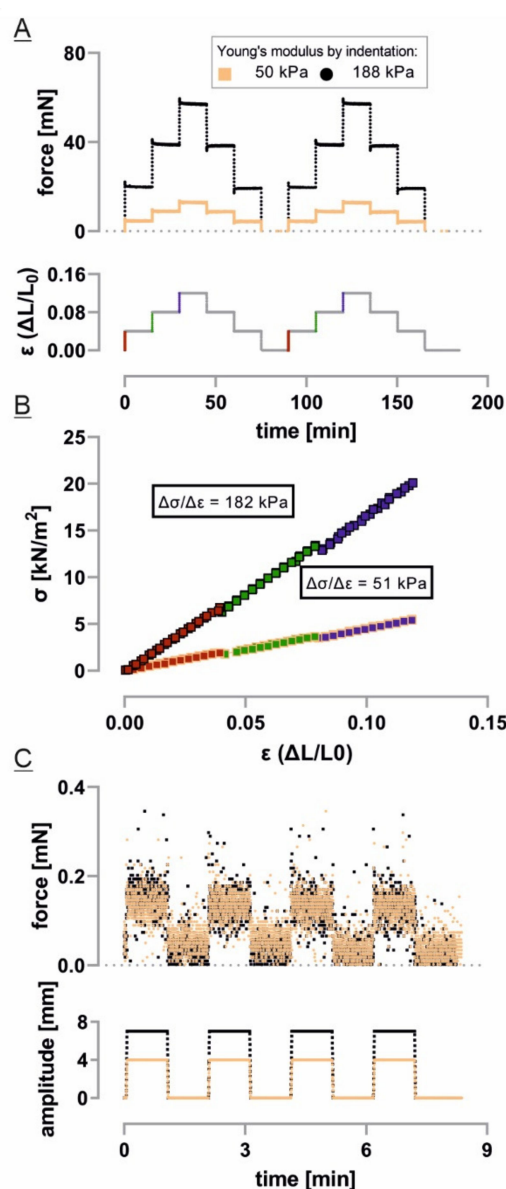 A
Young's modulus by indentation:
50 kPa 188 kPa
force [mN]
80
40
0
ε (ΔL/L₀)
0.16
0.08
0.00
0 50 100 150 200
time [min]
B
σ [kN/m²]
25
20
15
10
5
0
Δσ/Δε = 182 kPa
Δσ/Δε = 51 kPa
0.00 0.05 0.10 0.15
ε (ΔL/L0)
C
force [mN]
0.4
0.2
0.0
amplitude [mm]
8
4
0
0 3 6 9
time [min]